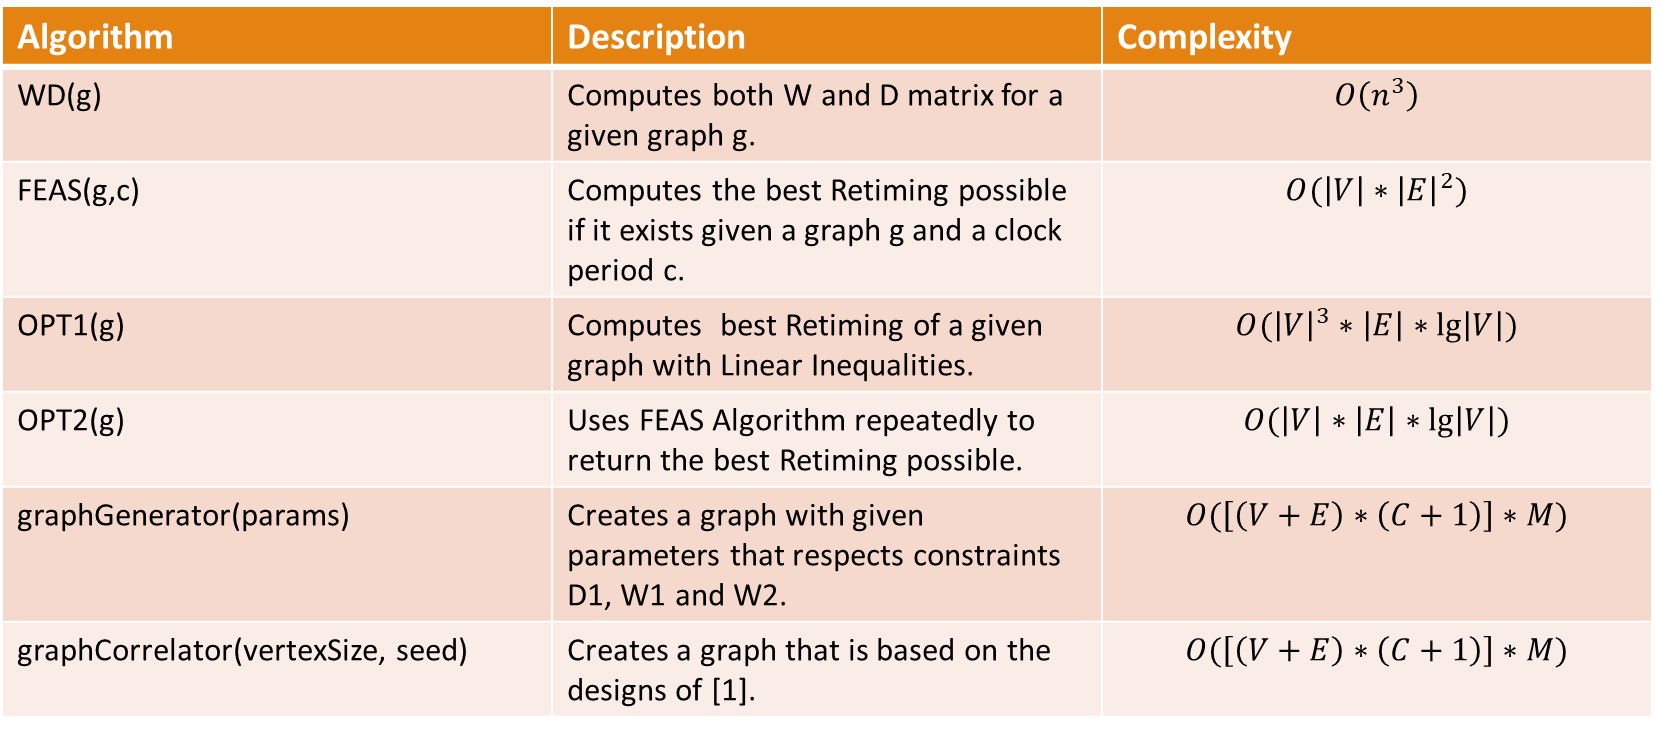 Algorithm Description Complexity
WD(g) Computes both W and D matrix for a O(n³)
given graph g.
FEAS(g,c) Computes the best Retiming possible O(|V| ∗ |E|²)
if it exists given a graph g and a clock
period c.
OPT1(g) Computes best Retiming of a given O(|V|³ ∗ |E| ∗ lg|V|)
graph with Linear Inequalities.
OPT2(g) Uses FEAS Algorithm repeatedly to O(|V| ∗ |E| ∗ lg|V|)
return the best Retiming possible.
graphGenerator(params) Creates a graph with given O([(V + E) ∗ (C + 1)] ∗ M)
parameters that respects constraints
D1, W1 and W2.
graphCorrelator(vertexSize, seed) Creates a graph that is based on the O([(V + E) ∗ (C + 1)] ∗ M)
designs of [1].